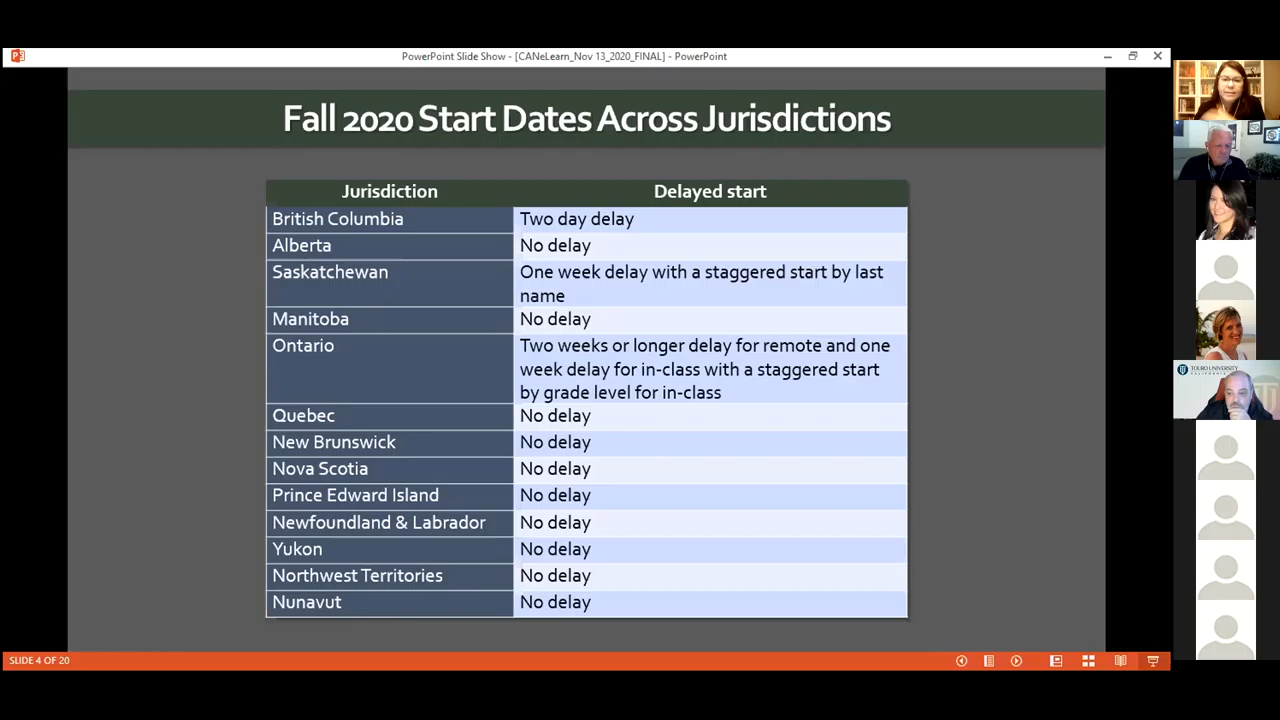 PowerPoint Slide Show - [CANeLearn_Nov 13_2020_FINAL] - PowerPoint
Fall 2020 Start Dates Across Jurisdictions
Jurisdiction Delayed start
British Columbia Two day delay
Alberta No delay
Saskatchewan One week delay with a staggered start by last
name
Manitoba No delay
Ontario Two weeks or longer delay for remote and one
week delay for in-class with a staggered start
by grade level for in-class
Quebec No delay
New Brunswick No delay
Nova Scotia No delay
Prince Edward Island No delay
Newfoundland & Labrador No delay
Yukon No delay
Northwest Territories No delay
Nunavut No delay
SLIDE 4 OF 20
TOURO UNIVERSITY
CALIFORNIA